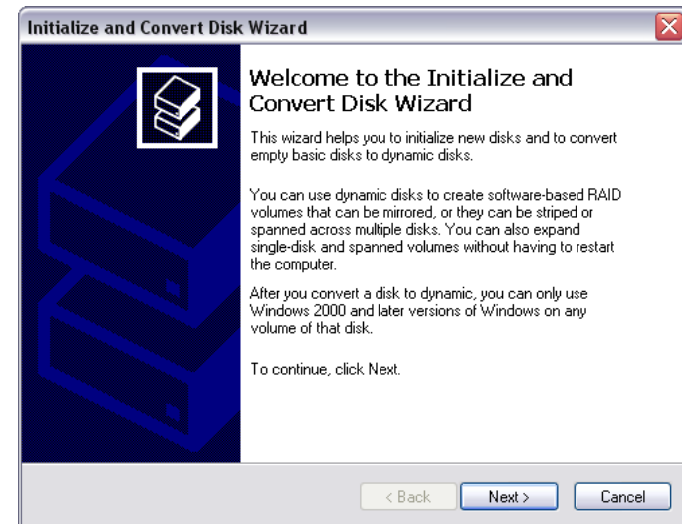 Initialize and Convert Disk Wizard
Welcome to the Initialize and
Convert Disk Wizard
This wizard helps you to initialize new disks and to convert
empty basic disks to dynamic disks.
You can use dynamic disks to create software-based RAID
volumes that can be mirrored, or they can be striped or
spanned across multiple disks. You can also expand
single-disk and spanned volumes without having to restart
the computer.
After you convert a disk to dynamic, you can only use
Windows 2000 and later versions of Windows on any
volume of that disk.
To continue, click Next.
< Back Next > Cancel